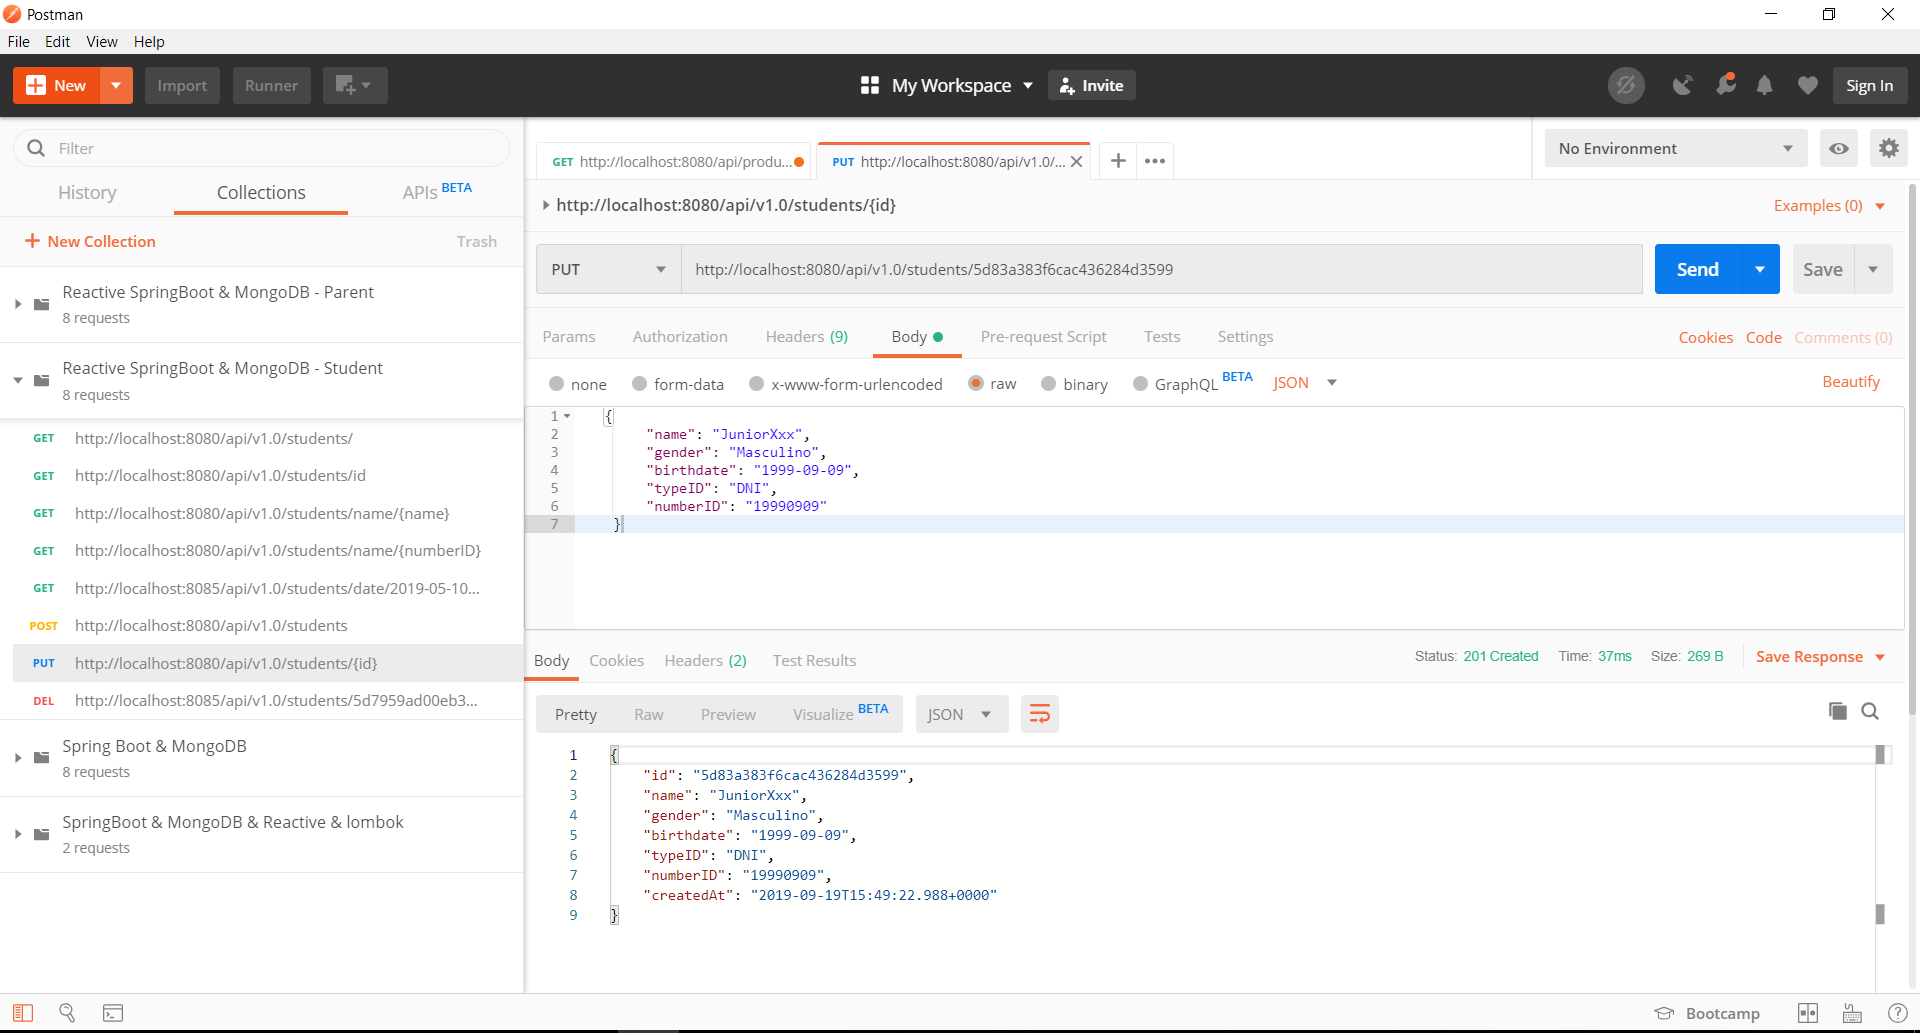 Postman
File Edit View Help
New Import Runner My Workspace Invite Sign In
Filter
History Collections APIs BETA
New Collection Trash
Reactive SpringBoot & MongoDB - Parent
8 requests
Reactive SpringBoot & MongoDB - Student
8 requests
GET http://localhost:8080/api/v1.0/students/
GET http://localhost:8080/api/v1.0/students/id
GET http://localhost:8080/api/v1.0/students/name/{name}
GET http://localhost:8080/api/v1.0/students/name/{numberID}
GET http://localhost:8085/api/v1.0/students/date/2019-05-10...
POST http://localhost:8080/api/v1.0/students
PUT http://localhost:8080/api/v1.0/students/{id}
DEL http://localhost:8085/api/v1.0/students/5d7959ad00eb3...
Spring Boot & MongoDB
8 requests
SpringBoot & MongoDB & Reactive & lombok
2 requests
GET http://localhost:8080/api/produ... PUT http://localhost:8080/api/v1.0/... No Environment
http://localhost:8080/api/v1.0/students/{id} Examples (0)
PUT http://localhost:8080/api/v1.0/students/5d83a383f6cac436284d3599 Send Save
Params Authorization Headers (9) Body Pre-request Script Tests Settings Cookies Code Comments (0)
none form-data x-www-form-urlencoded raw binary GraphQL BETA JSON Beautify
1 {
2 "name": "JuniorXxx",
3 "gender": "Masculino",
4 "birthdate": "1999-09-09",
5 "typeID": "DNI",
6 "numberID": "19990909"
7 }
Body Cookies Headers (2) Test Results Status: 201 Created Time: 37ms Size: 269 B Save Response
Pretty Raw Preview Visualize BETA JSON
1 {
2 "id": "5d83a383f6cac436284d3599",
3 "name": "JuniorXxx",
4 "gender": "Masculino",
5 "birthdate": "1999-09-09",
6 "typeID": "DNI",
7 "numberID": "19990909",
8 "createdAt": "2019-09-19T15:49:22.988+0000"
9 }
Bootcamp